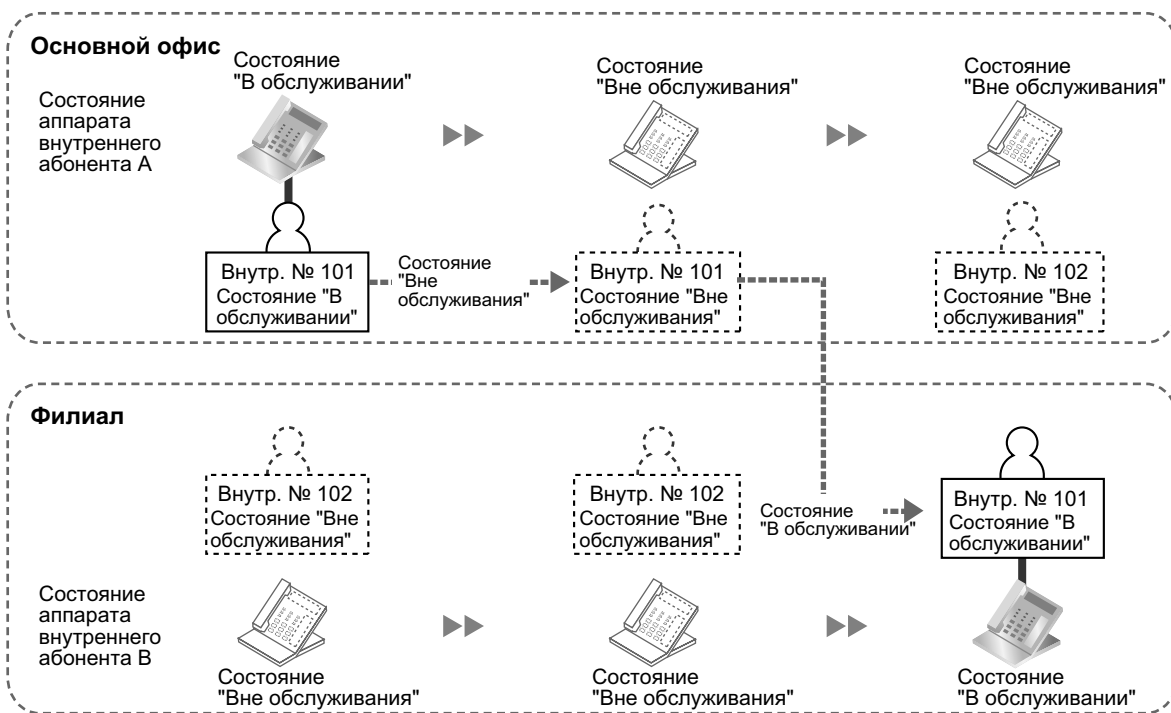 Основной офис
Состояние
"В обслуживании"
Состояние
"Вне обслуживания"
Состояние
"Вне обслуживания"
Состояние
аппарата
внутреннего
абонента A
Внутр. № 101
Состояние "В
обслуживании"
Состояние
"Вне
обслуживания"
Внутр. № 101
Состояние "Вне
обслуживания"
Внутр. № 102
Состояние "Вне
обслуживания"
Филиал
Внутр. № 102
Состояние "Вне
обслуживания"
Внутр. № 102
Состояние "Вне
обслуживания"
Состояние
"В обслуживании"
Внутр. № 101
Состояние "В
обслуживании"
Состояние
аппарата
внутреннего
абонента B
Состояние
"Вне обслуживания"
Состояние
"Вне обслуживания"
Состояние
"В обслуживании"